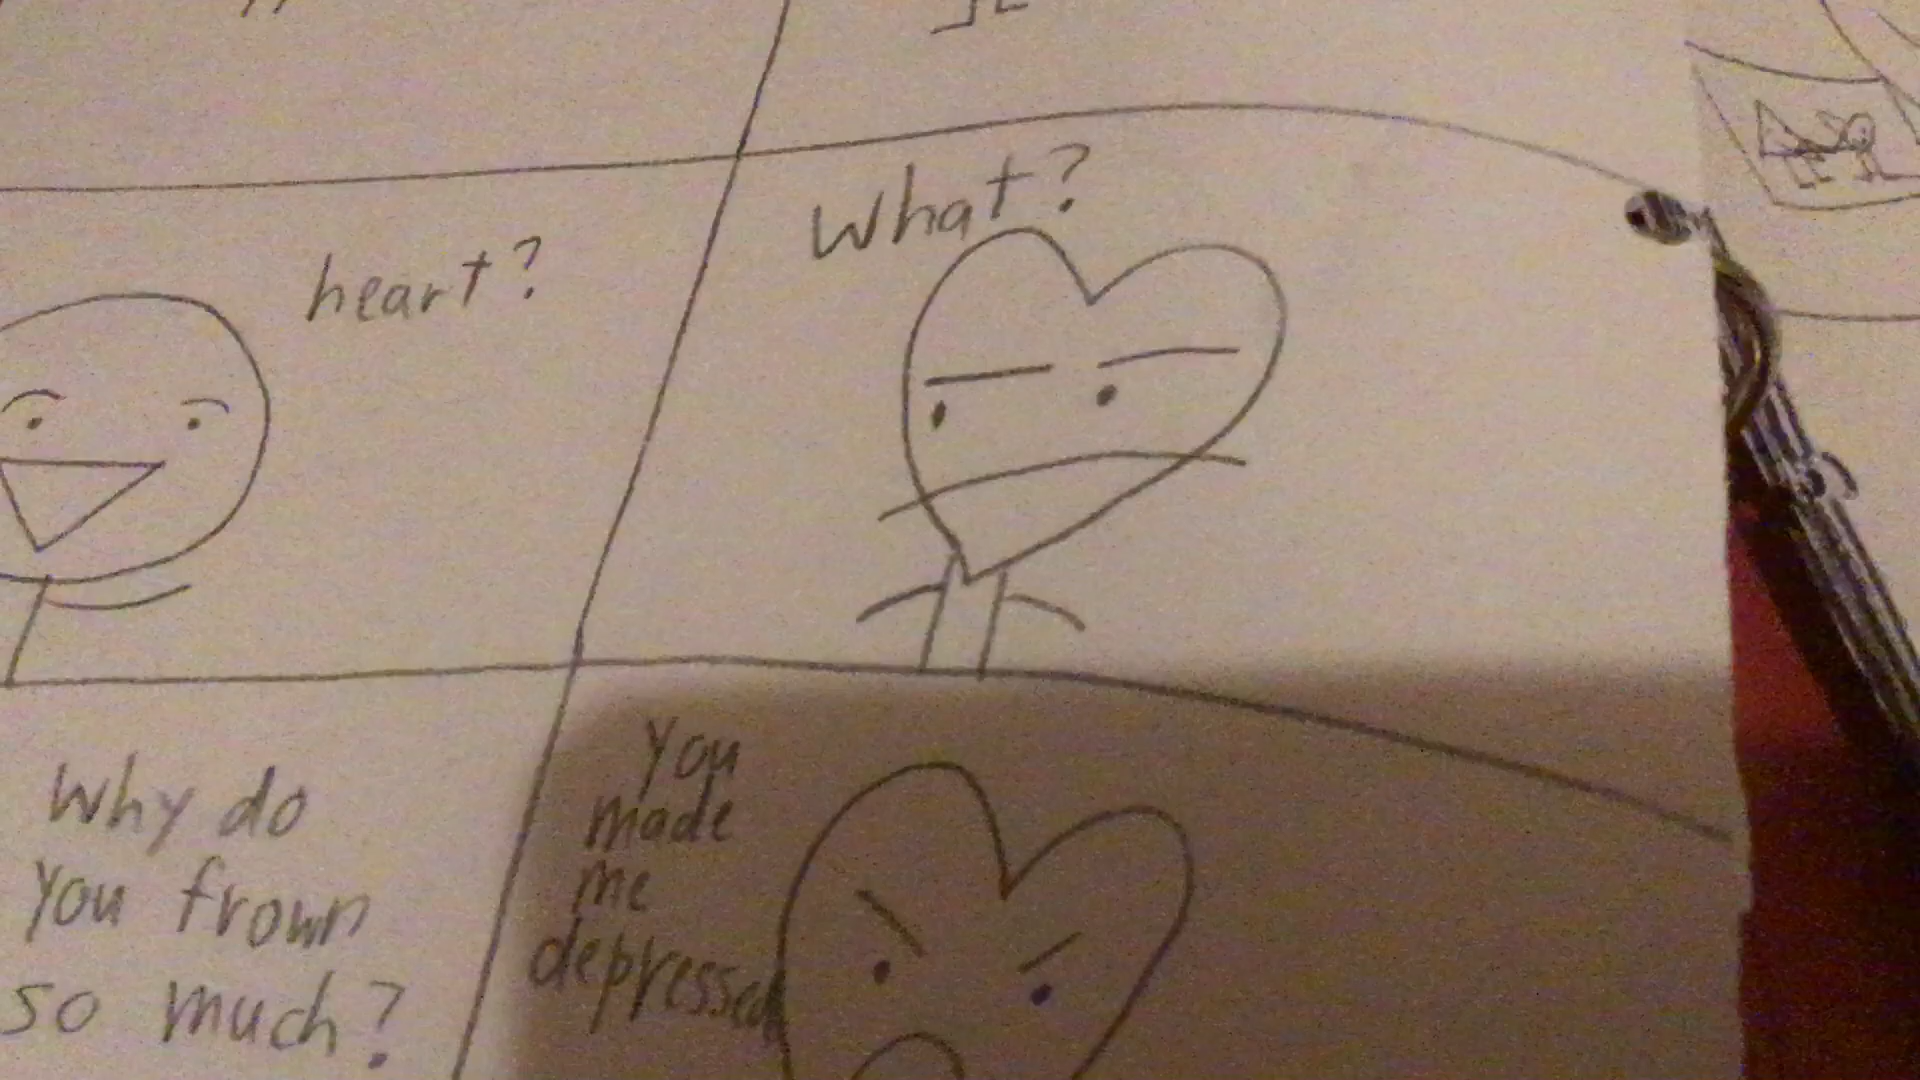 heart?
What?
Why do
you frown
so much?
You
made
me
depressed